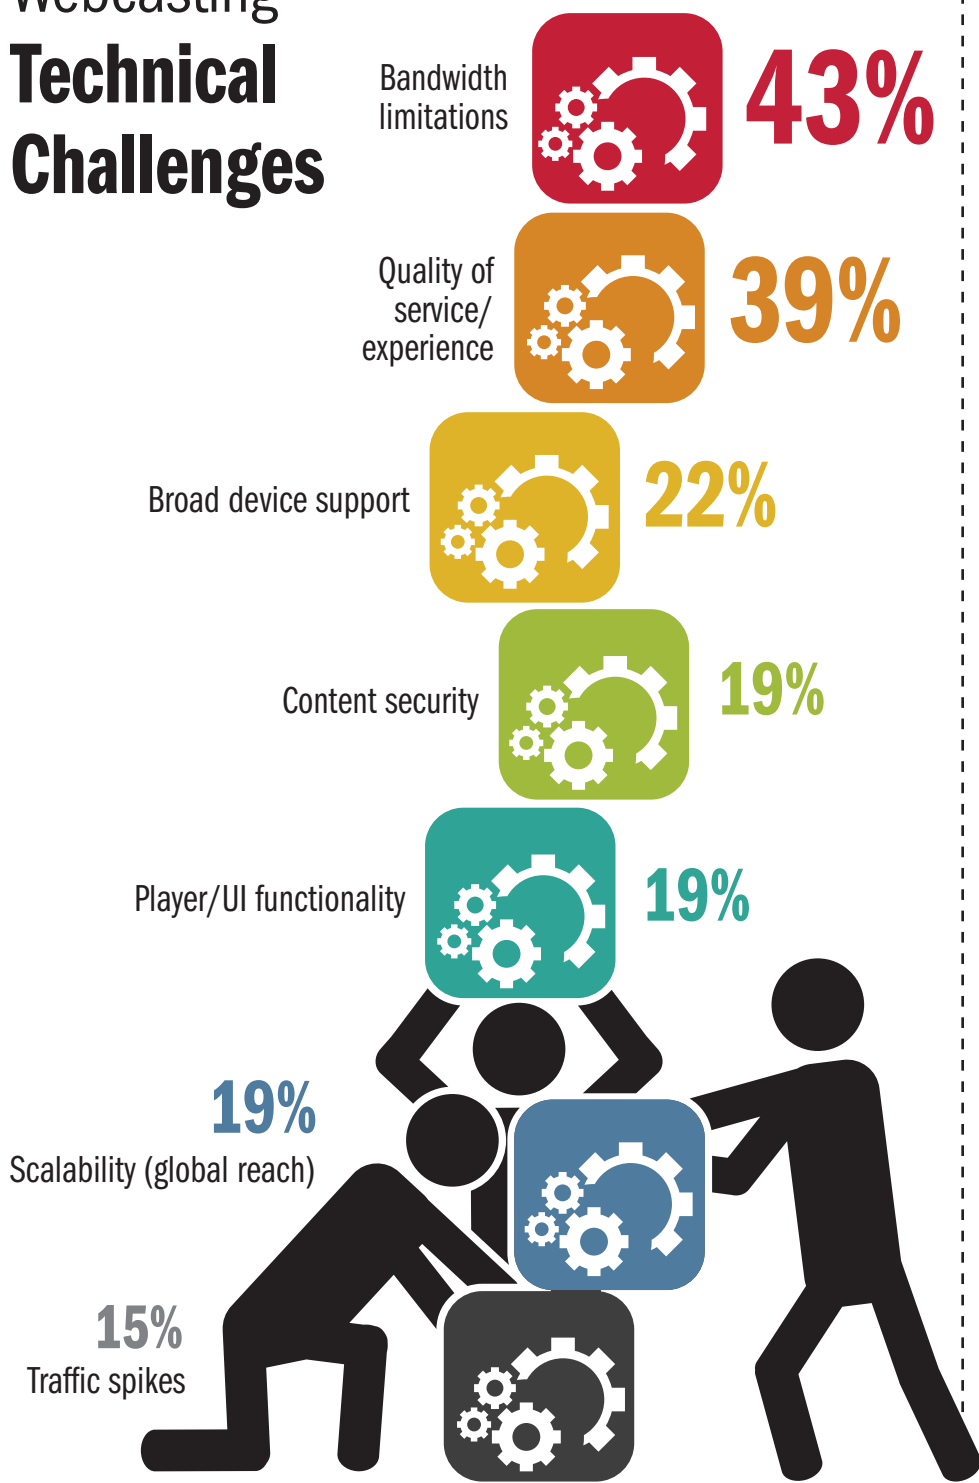 Webcasting
Technical
Challenges
Bandwidth
limitations
43%
Quality of
service/
experience
39%
Broad device support
22%
Content security
19%
Player/UI functionality
19%
19%
Scalability (global reach)
15%
Traffic spikes